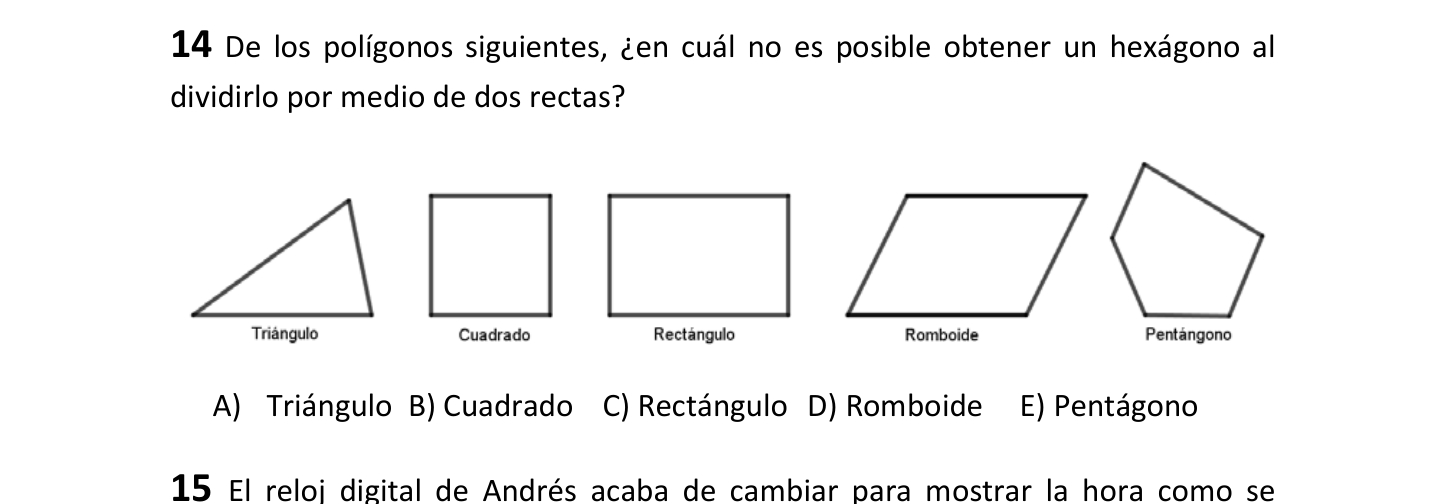 14 De los polígonos siguientes, ¿en cuál no es posible obtener un hexágono al
dividirlo por medio de dos rectas?
Triángulo Cuadrado Rectángulo Romboide Pentángono
A) Triángulo B) Cuadrado C) Rectángulo D) Romboide E) Pentágono
15 El reloj digital de Andrés acaba de cambiar para mostrar la hora como se